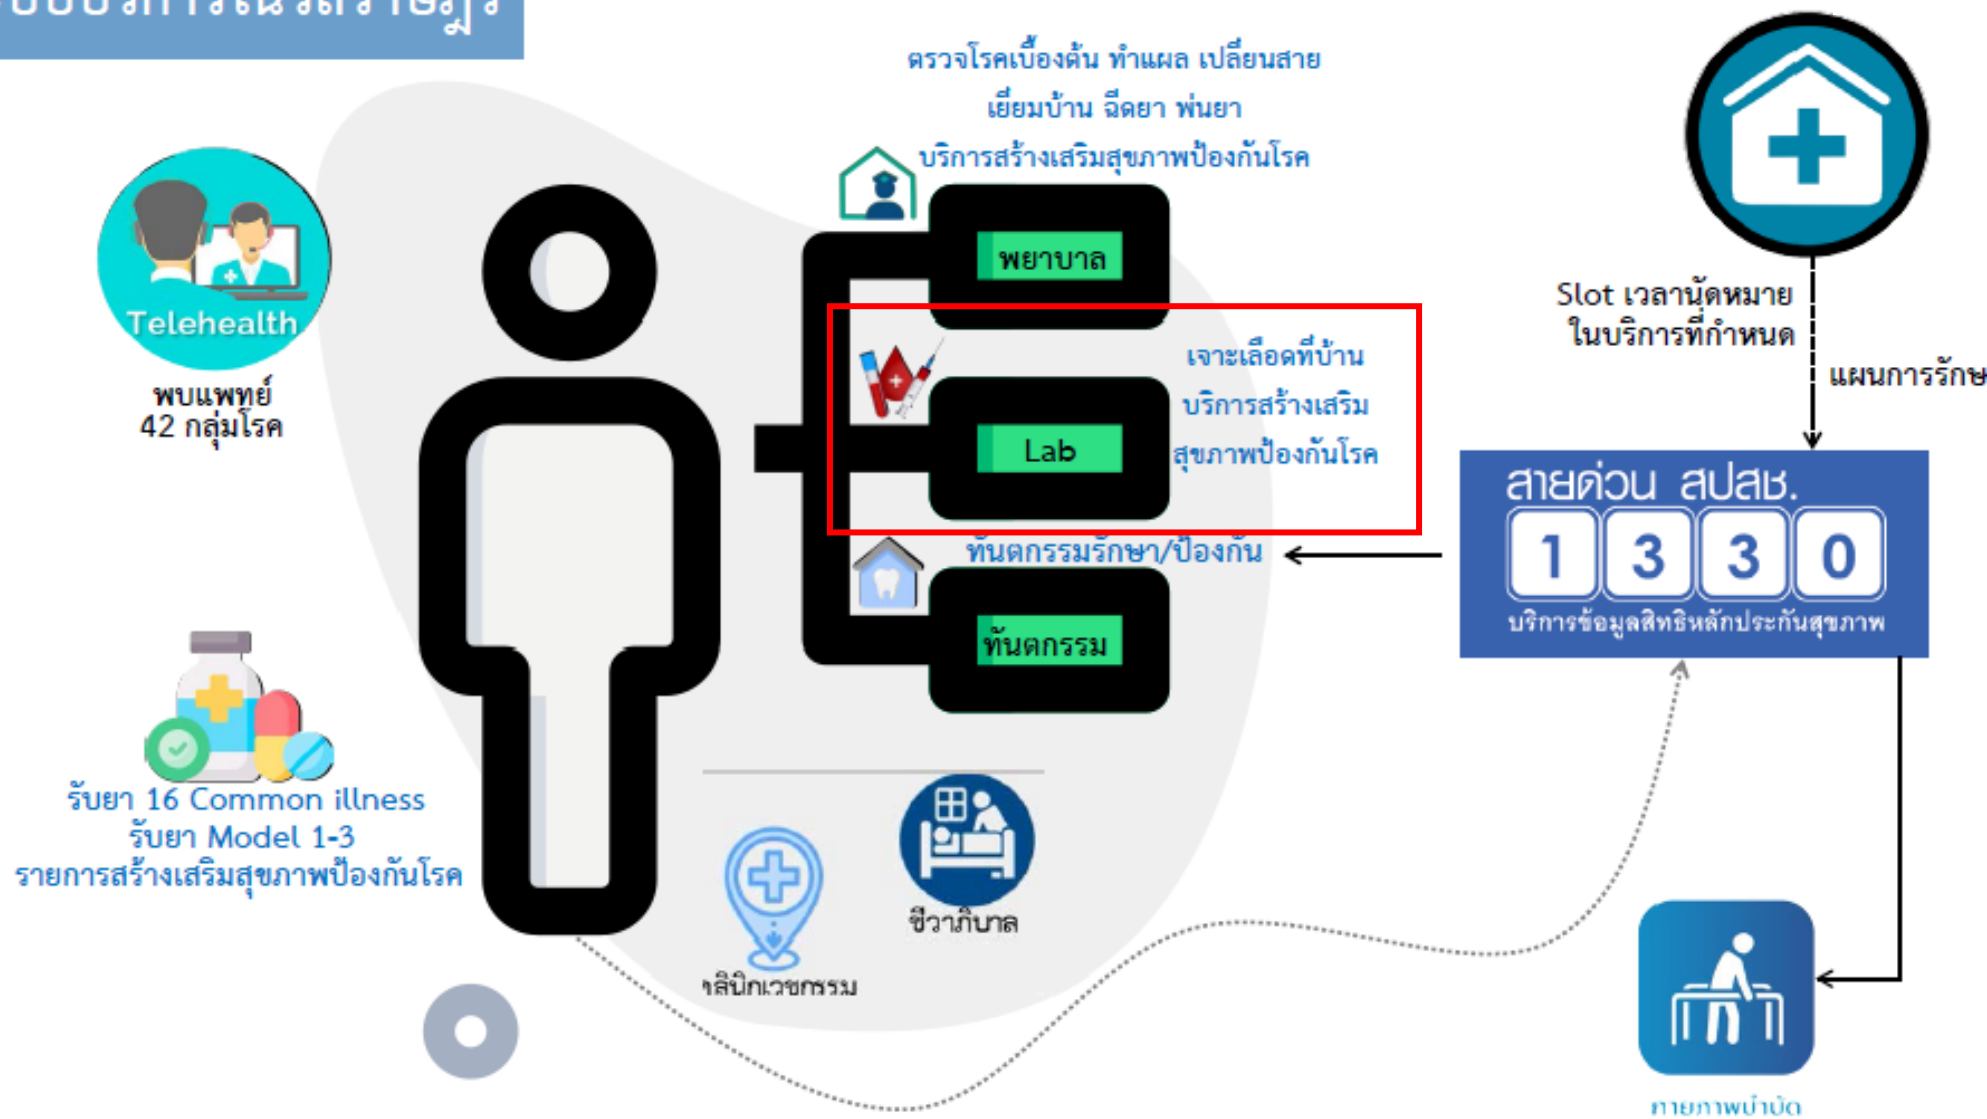 ตรวจโรคเบื้องต้น ทำแผล เปลี่ยนสาย
เยี่ยมบ้าน ฉีดยา พ่นยา
บริการสร้างเสริมสุขภาพป้องกันโรค
พยาบาล
Telehealth
พบแพทย์
42 กลุ่มโรค
เจาะเลือดที่บ้าน
บริการสร้างเสริม
สุขภาพป้องกันโรค
Lab
ทันตกรรมรักษา/ป้องกัน
ทันตกรรม
Slot เวลานัดหมาย
ในบริการที่กำหนด
แผนการรักษ
สายด่วน สปสช.
1 3 3 0
บริการข้อมูลสิทธิหลักประกันสุขภาพ
รับยา 16 Common illness
รับยา Model 1-3
รายการสร้างเสริมสุขภาพป้องกันโรค
ชีวาภิบาล
ลินิกเวชกรรม
กายภาพบำบัด